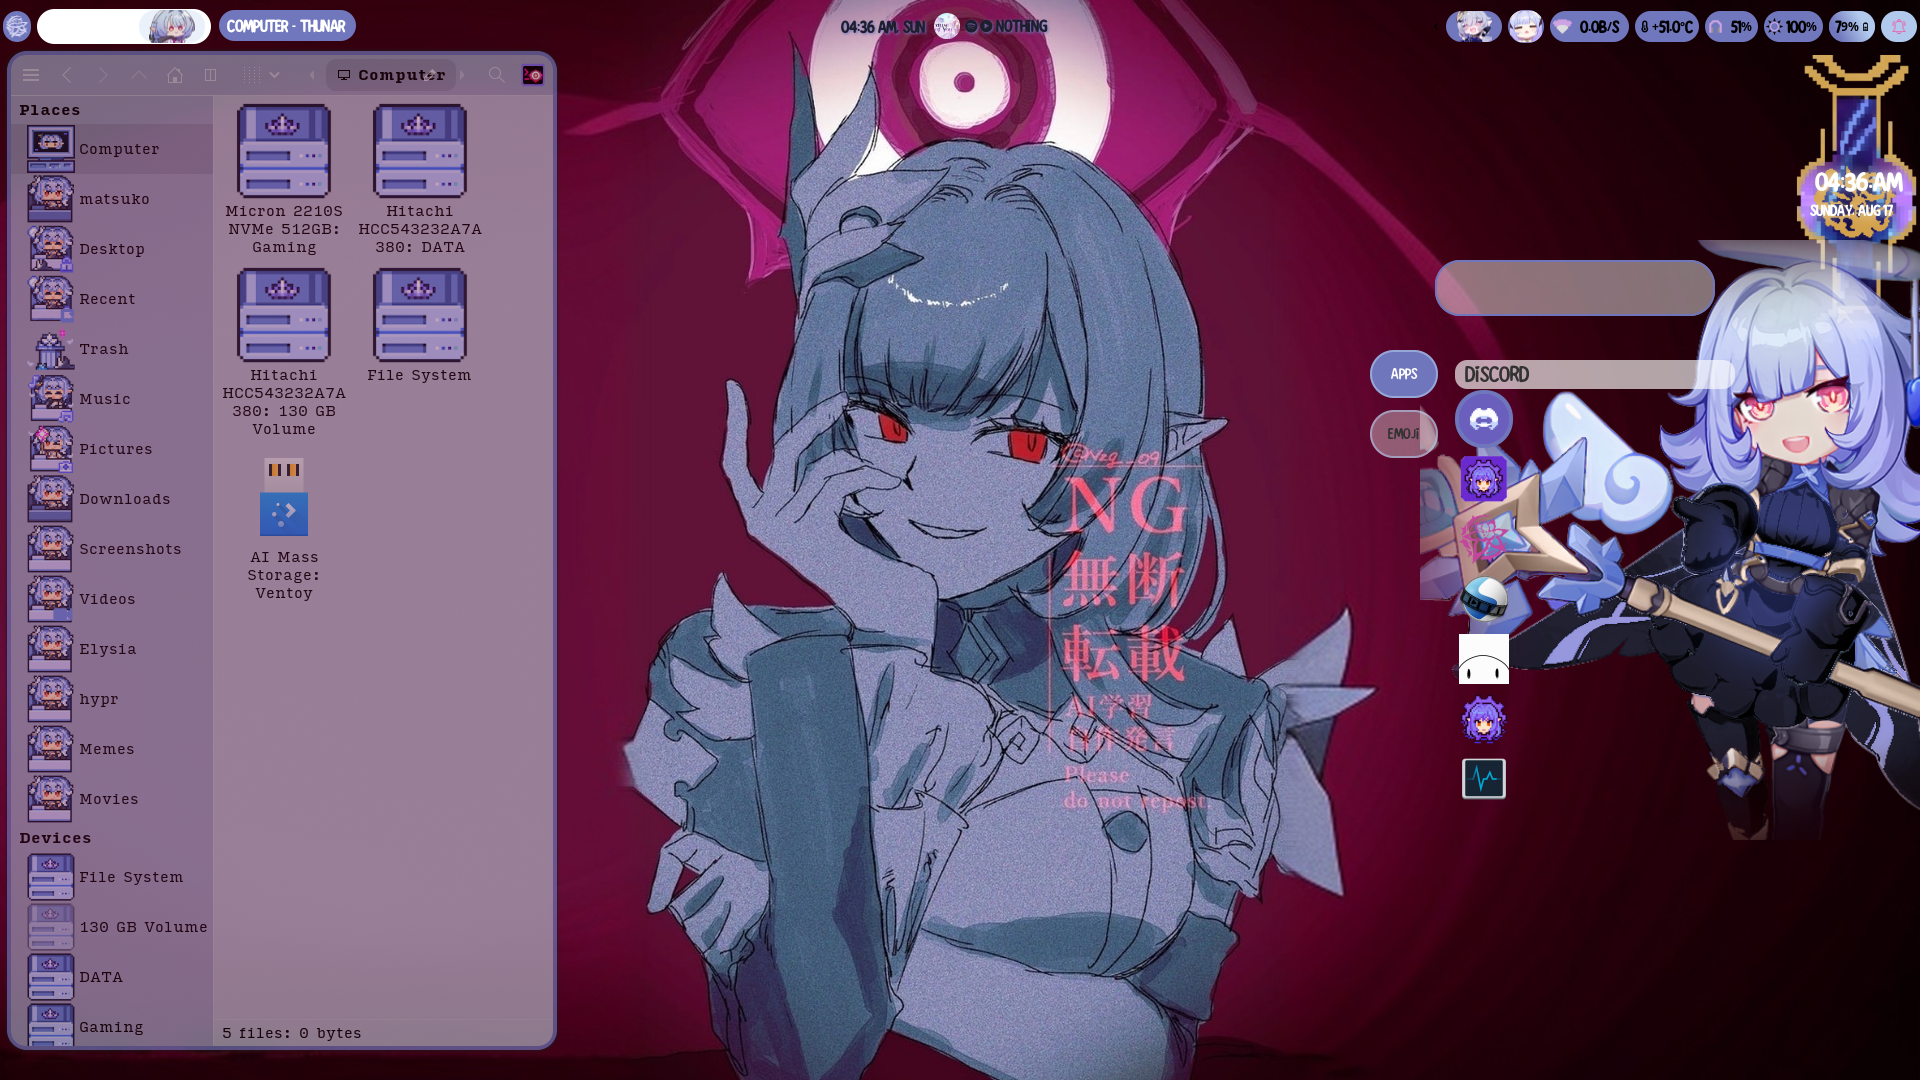 COMPUTER - THUNAR
04:36 AM, SUN
NOTHING
0.0B/S
+51.0°C
51%
100%
79%
Computer
Places
Computer
matsuko
Desktop
Recent
Trash
Music
Pictures
Downloads
Screenshots
Videos
Elysia
hypr
Memes
Movies
Devices
File System
130 GB Volume
DATA
Gaming
Micron 2210S
NVMe 512GB:
Gaming
Hitachi
HCC543232A7A
380: DATA
Hitachi
HCC543232A7A
380: 130 GB
Volume
File System
AI Mass
Storage:
Ventoy
5 files: 0 bytes
NG
無断
転載
AI学習
自作発言
Please
do not repost.
04:36 AM
SUNDAY, AUG 17
APPS
EMOJI
DISCORD